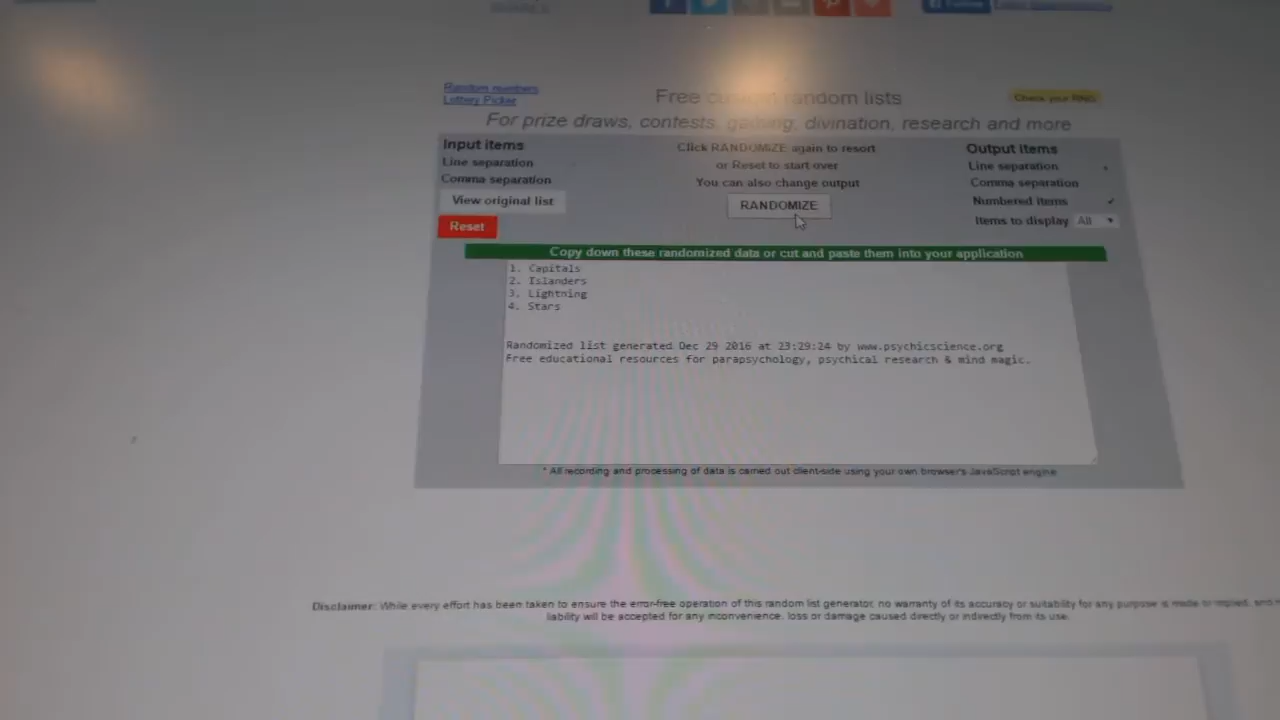 Random members
Lottery Picker
Free custom random lists
Check your RNG
For prize draws, contests, gaming, divination, research and more
Input items
Line separation
Comma separation
View original list
Reset
Click RANDOMIZE again to resort
or Reset to start over
You can also change output
RANDOMIZE
Output items
Line separation
Comma separation
Numbered items ✓
Items to display All
Copy down these randomized data or cut and paste them into your application
1. Capitals
2. Islanders
3. Lightning
4. Stars
Randomized list generated Dec 29 2016 at 23:29:24 by www.psychicscience.org
Free educational resources for parapsychology, psychical research & mind magic.
* All recording and processing of data is carried out client-side using your own browser's JavaScript engine
Disclaimer: While every effort has been taken to ensure the error-free operation of this random list generator, no warranty of its accuracy or suitability for any purpose is made or implied, and
liability will be accepted for any inconvenience, loss or damage caused directly or indirectly from its use.